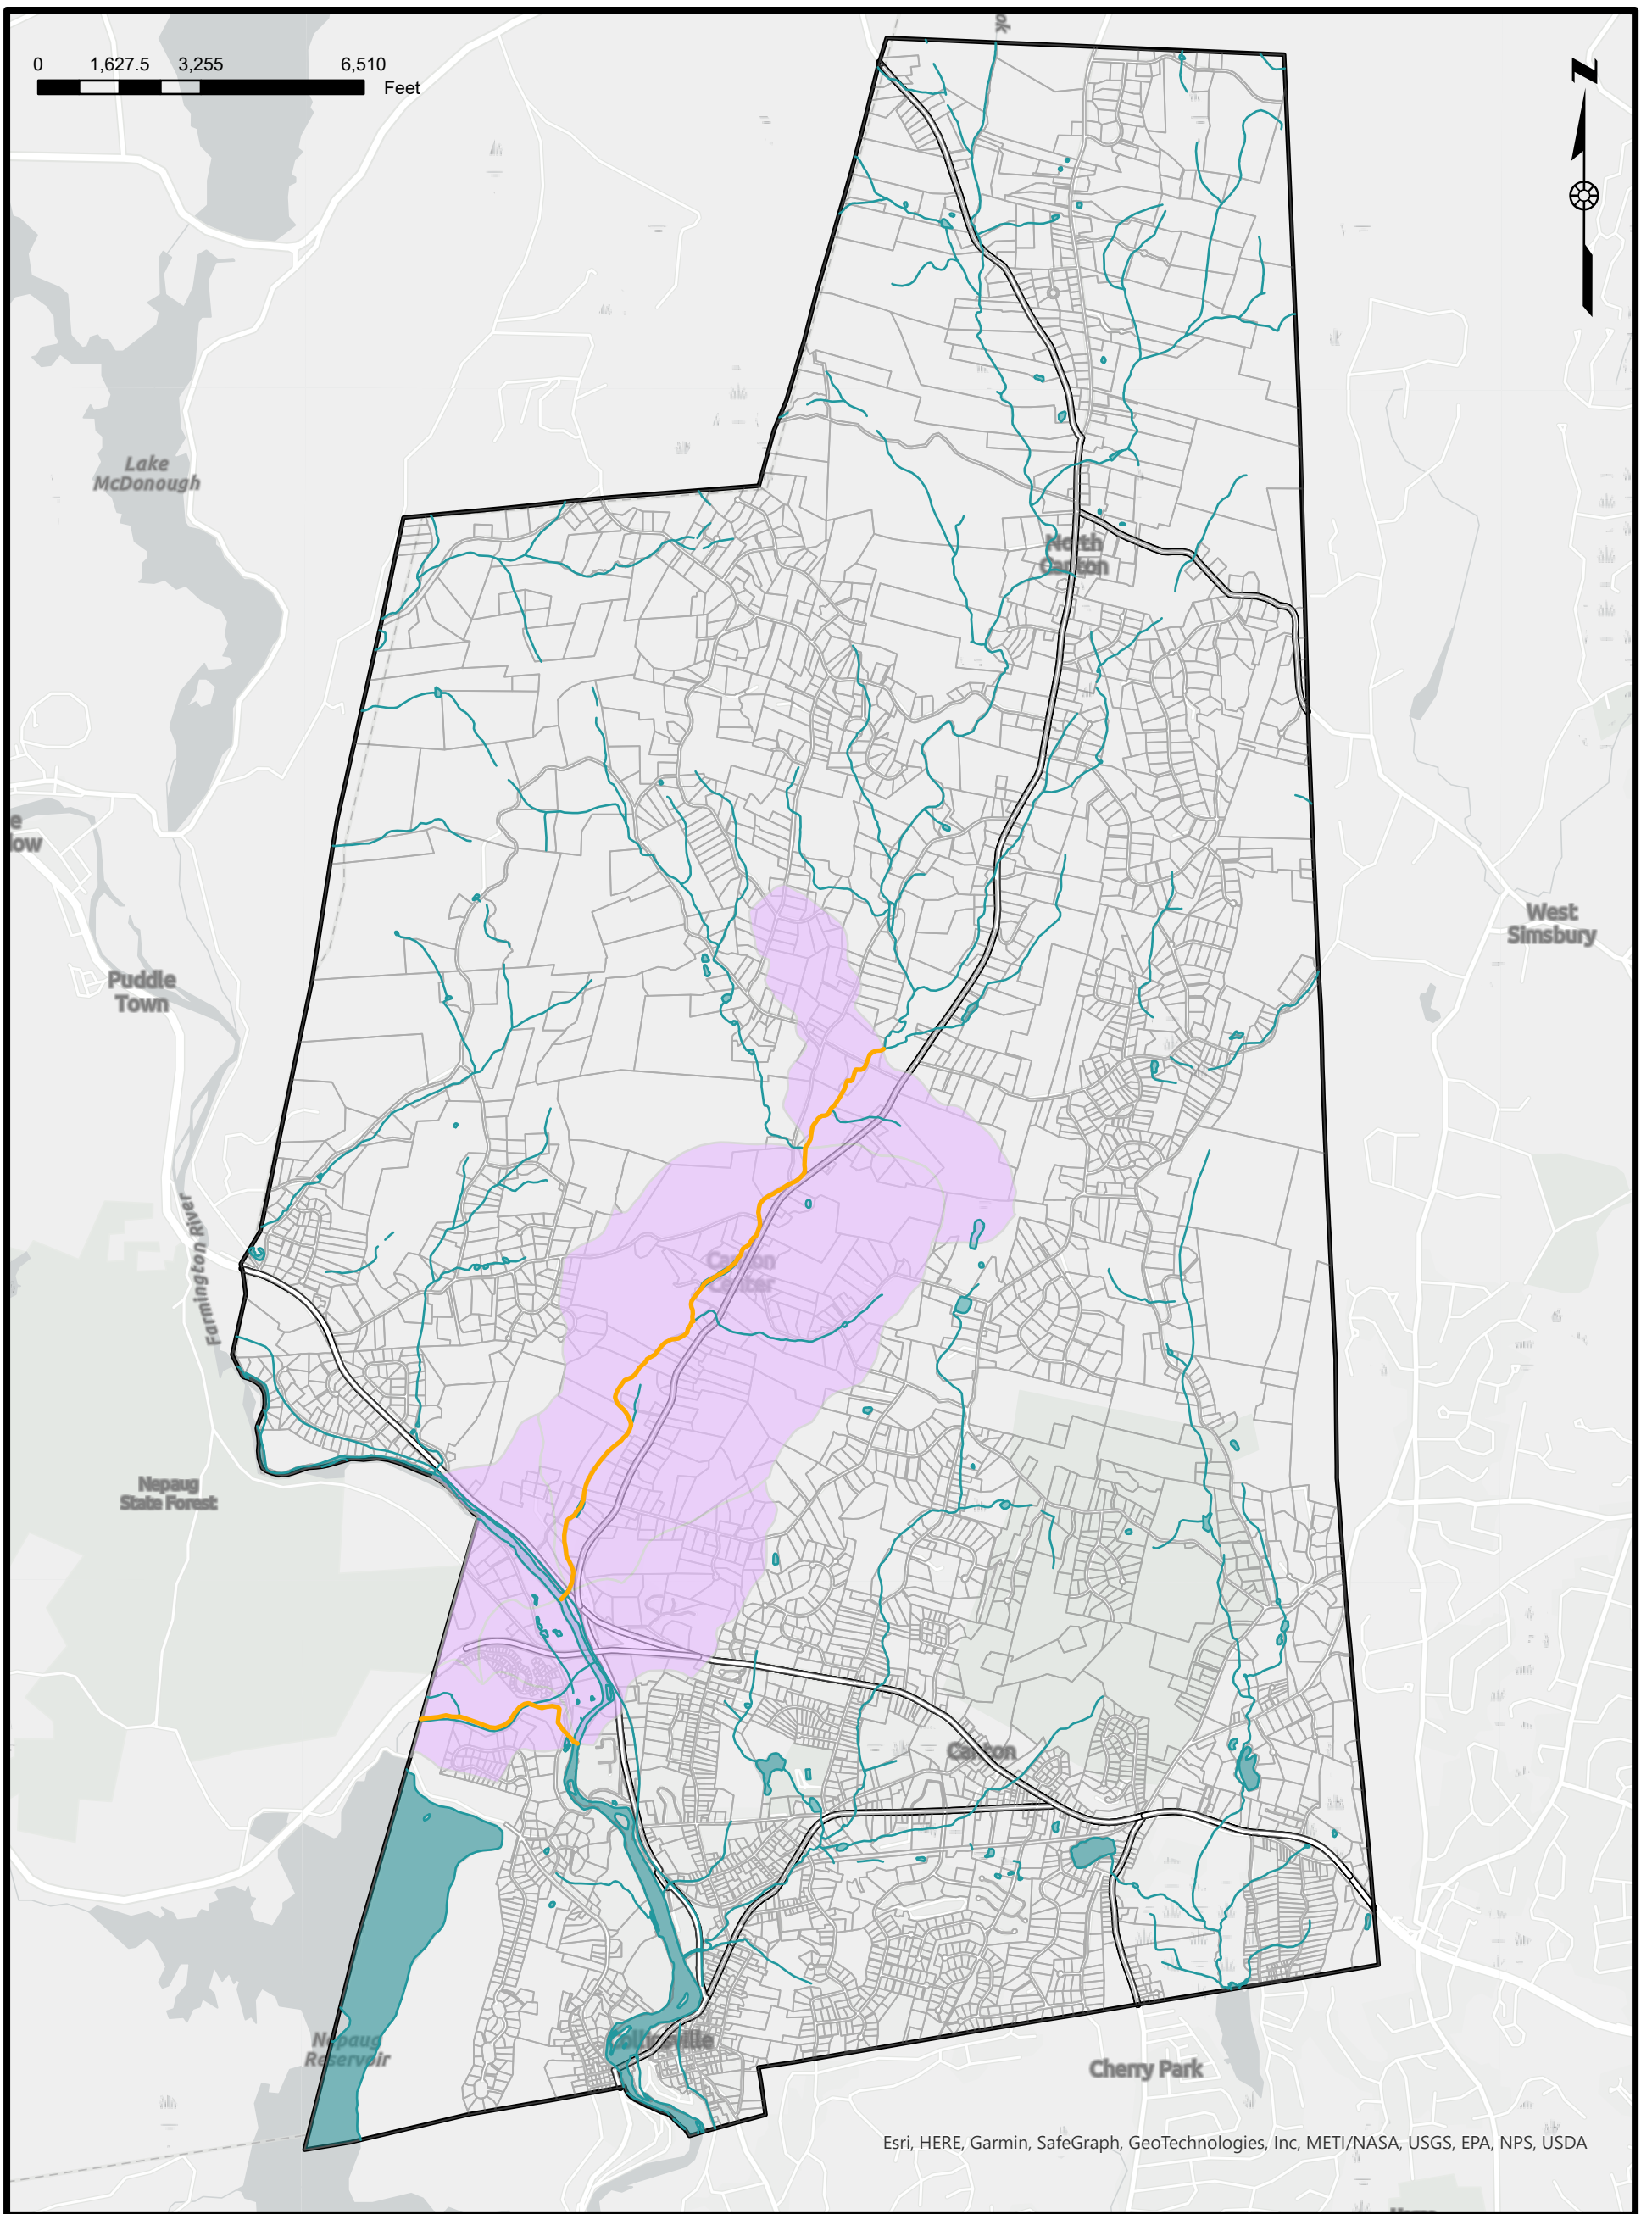 ok
0 1,627.5 3,255 6,510
Feet
N
Lake
McDonough
North
Canton
e
low
West
Simsbury
Puddle
Town
Farmington River
Canton
Center
Nepaug
State Forest
Canton
Nepaug
Reservoir
Collinsville
Cherry Park
Esri, HERE, Garmin, SafeGraph, GeoTechnologies, Inc, METI/NASA, USGS, EPA, NPS, USDA